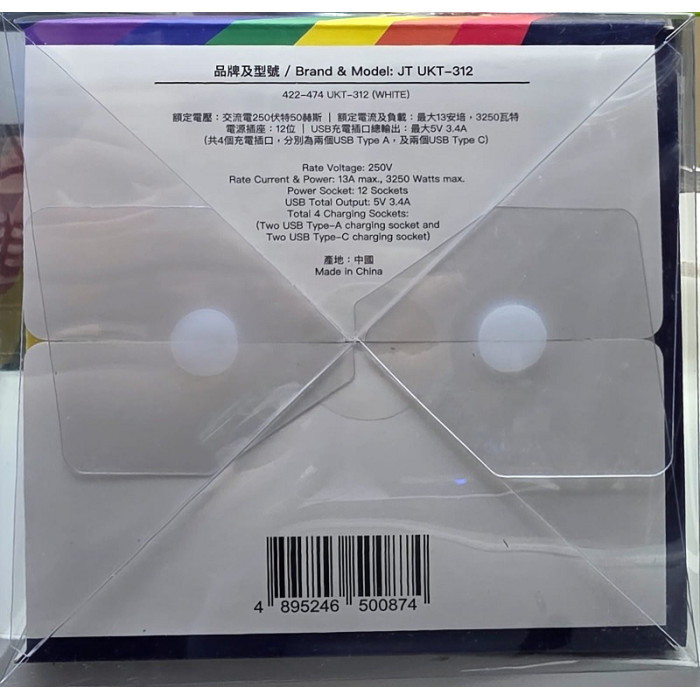 品牌及型號 / Brand & Model: JT UKT-312
422-474 UKT-312 (WHITE)
額定電壓：交流電250伏特50赫斯 | 額定電流及負載：最大13安培，3250瓦特
電源插座：12位 | USB充電插口總輸出：最大5V 3.4A
(共4個充電插口，分別為兩個USB Type A，及兩個USB Type C)
Rate Voltage: 250V
Rate Current & Power: 13A max., 3250 Watts max.
Power Socket: 12 Sockets
USB Total Output: 5V 3.4A
Total 4 Charging Sockets:
(Two USB Type-A charging socket and
Two USB Type-C charging socket)
產地：中國
Made in China
4 895246 500874